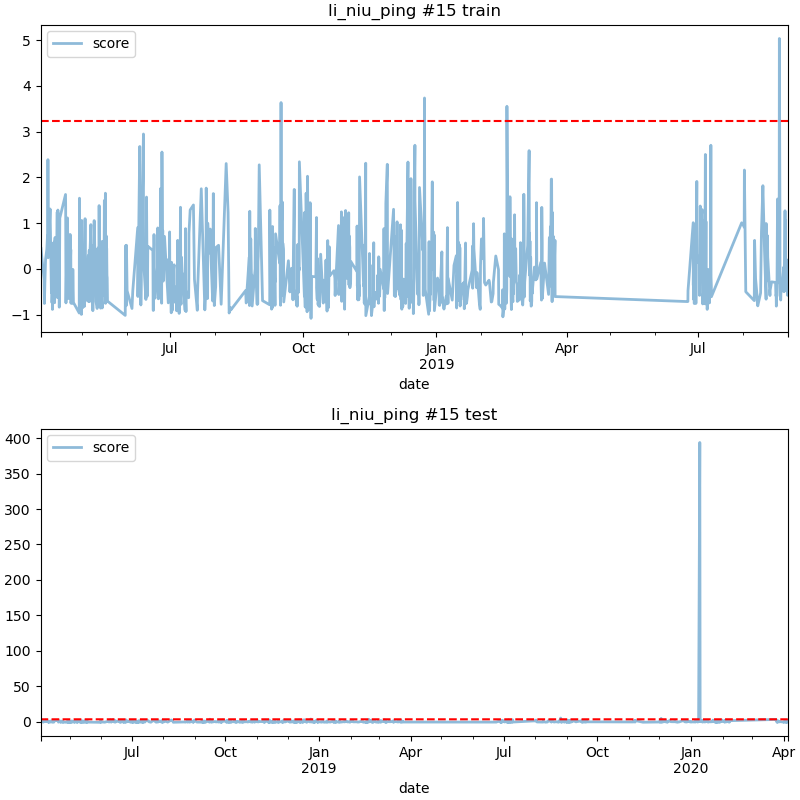 li_niu_ping #15 train
score
5
4
3
2
1
0
−1
Jul
Oct
Jan
2019
Apr
Jul
date
li_niu_ping #15 test
score
400
350
300
250
200
150
100
50
0
Jul
Oct
Jan
2019
Apr
Jul
Oct
Jan
2020
Apr
date